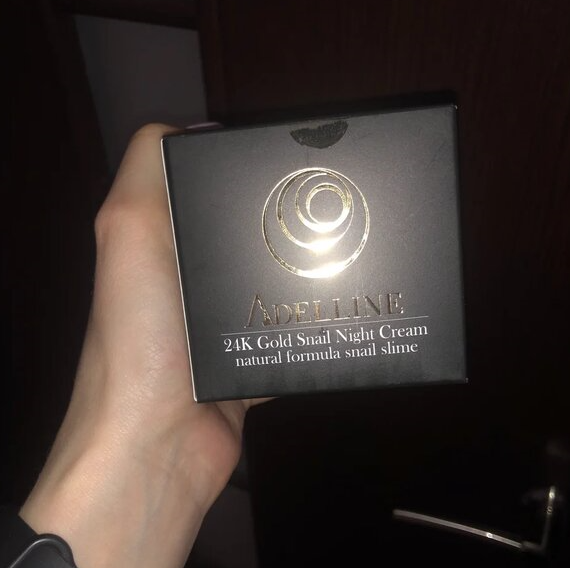 ADELLINE
24K Gold Snail Night Cream
natural formula snail slime